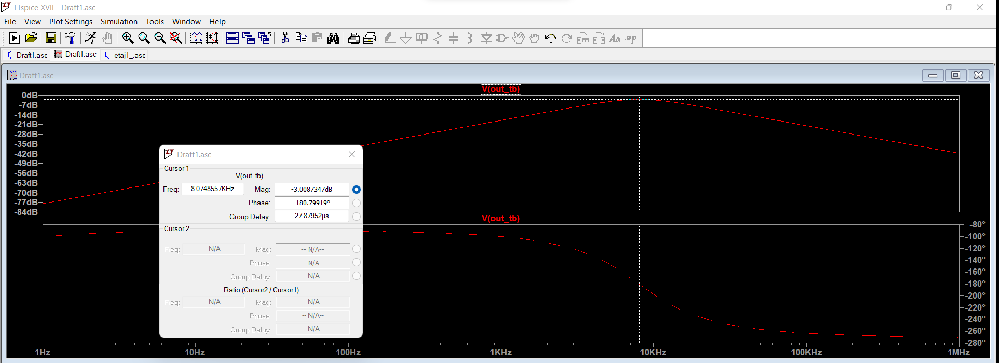 LTspice XVII - Draft1.asc
File View Plot Settings Simulation Tools Window Help
Draft1.asc Draft1.asc etaj1_.asc
Draft1.asc
V(out_tb)
0dB
-7dB
-14dB
-21dB
-28dB
-35dB
-42dB
-49dB
-56dB
-63dB
-70dB
-77dB
-84dB
Draft1.asc
Cursor 1
V(out_tb)
Freq: 8.0748557KHz Mag: -3.0087347dB
Phase: -180.79919°
Group Delay: 27.87952µs
Cursor 2
Freq: -- N/A-- Mag: -- N/A--
Phase: -- N/A--
Group Delay: -- N/A--
Ratio (Cursor2 / Cursor1)
Freq: -- N/A-- Mag: -- N/A--
Phase: -- N/A--
Group Delay: -- N/A--
V(out_tb)
-80°
-100°
-120°
-140°
-160°
-180°
-200°
-220°
-240°
-260°
-280°
1Hz 10Hz 100Hz 1KHz 10KHz 100KHz 1MHz